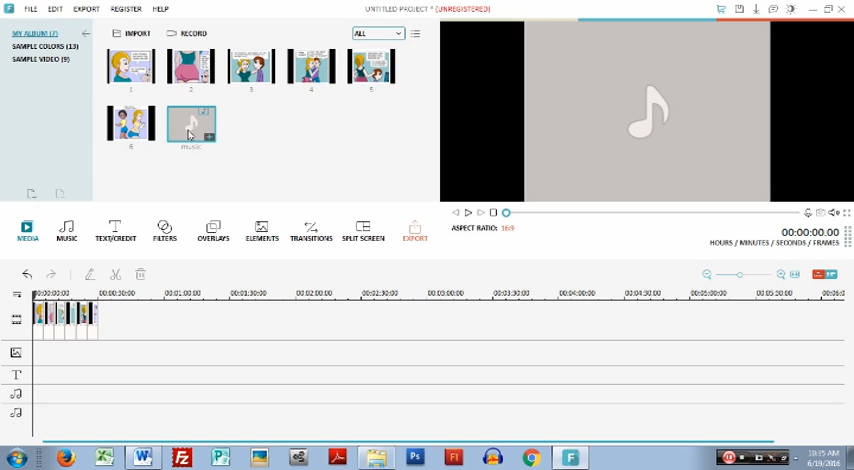 FILE EDIT EXPORT REGISTER HELP UNTITLED PROJECT * (UNREGISTERED)
MY ALBUM (7)
SAMPLE COLORS (13)
SAMPLE VIDEO (9)
IMPORT RECORD ALL
1 2 3 4 5
6 music
MEDIA MUSIC TEXT/CREDIT FILTERS OVERLAYS ELEMENTS TRANSITIONS SPLIT SCREEN EXPORT
ASPECT RATIO: 16:9
00:00:00.00
HOURS / MINUTES / SECONDS / FRAMES
00:00:00:00 00:00:30:00 00:01:00:00 00:01:30:00 00:02:00:00 00:02:30:00 00:03:00:00 00:03:30:00 00:04:00:00 00:04:30:00 00:05:00:00 00:05:30:00 00:06:0
10:35 AM
6/19/2016